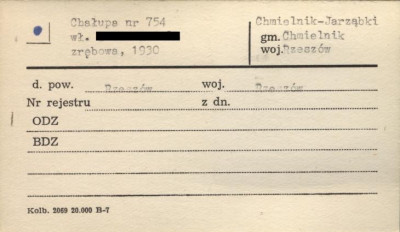 Chałupa nr 754
wł.
zrębowa, 1930
Chmielnik-Jarząbki
gm. Chmielnik
woj. Rzeszów
d. pow. Rzeszów woj. Rzeszów
Nr rejestru z dn.
ODZ
BDZ
Kolb. 2069 20.000 B-7